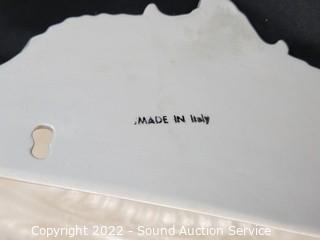 MADE IN Italy
Copyright 2022 - Sound Auction Service